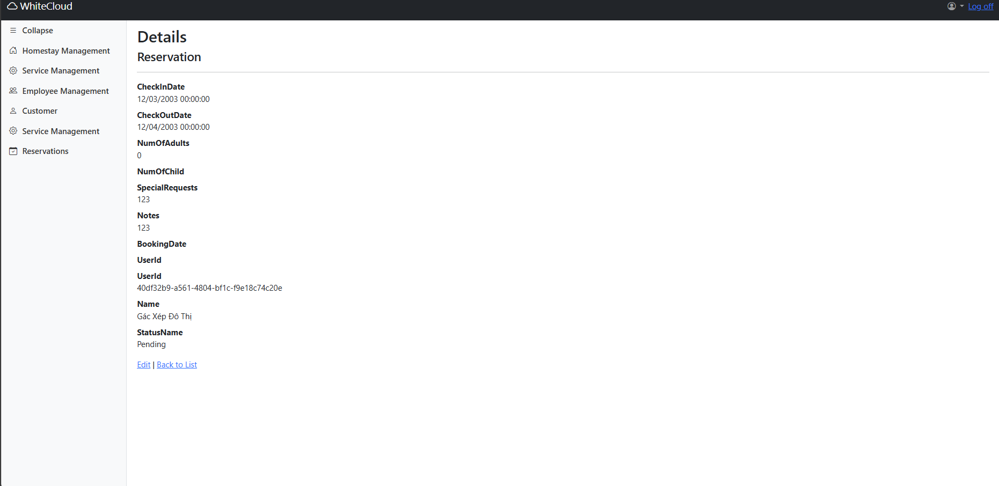 WhiteCloud
Log off
Collapse
Homestay Management
Service Management
Employee Management
Customer
Service Management
Reservations
Details
Reservation
CheckInDate
12/03/2003 00:00:00
CheckOutDate
12/04/2003 00:00:00
NumOfAdults
0
NumOfChild
SpecialRequests
123
Notes
123
BookingDate
UserId
UserId
40df32b9-a561-4804-bf1c-f9e18c74c20e
Name
Gác Xép Đô Thị
StatusName
Pending
Edit | Back to List